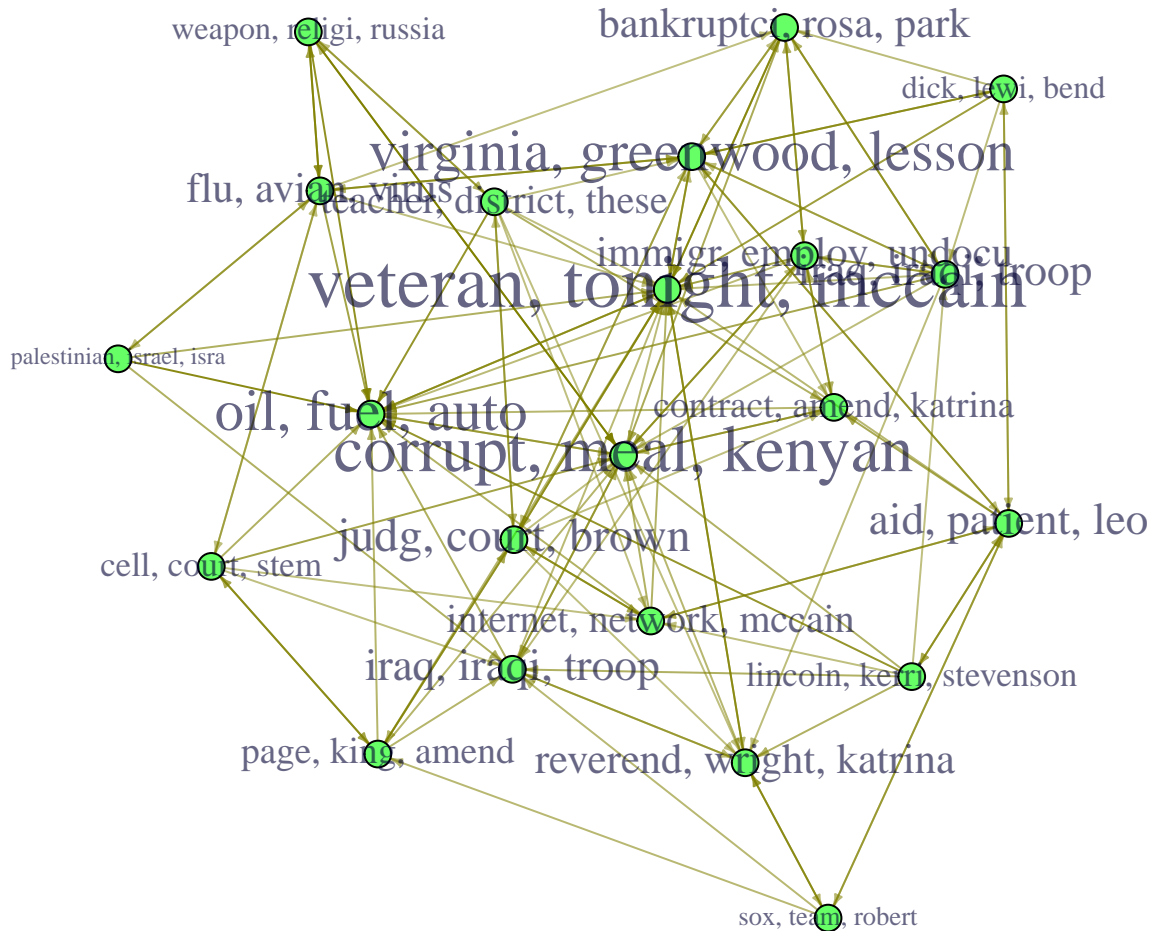 weapon, religi, russia
bankruptci, rosa, park
dick, lewi, bend
virginia, greenwood, lesson
flu, avian, virus
teacher, district, these
immigr, employ, undocu
iraq, iraqi, troop
veteran, tonight, mccain
palestinian, israel, isra
oil, fuel, auto
contract, amend, katrina
corrupt, meal, kenyan
aid, patient, leo
judg, court, brown
cell, court, stem
internet, network, mccain
iraq, iraqi, troop
lincoln, kerri, stevenson
page, king, amend
reverend, wright, katrina
sox, team, robert